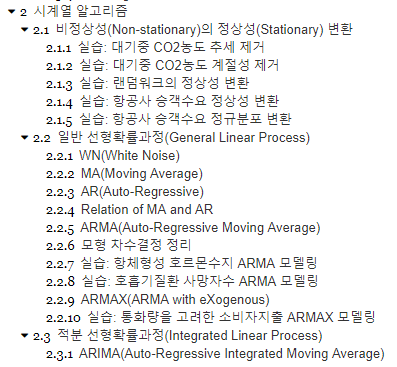 2 시계열 알고리즘
2.1 비정상성(Non-stationary)의 정상성(Stationary) 변환
2.1.1 실습: 대기중 CO2농도 추세 제거
2.1.2 실습: 대기중 CO2농도 계절성 제거
2.1.3 실습: 랜덤워크의 정상성 변환
2.1.4 실습: 항공사 승객수요 정상성 변환
2.1.5 실습: 항공사 승객수요 정규분포 변환
2.2 일반 선형확률과정(General Linear Process)
2.2.1 WN(White Noise)
2.2.2 MA(Moving Average)
2.2.3 AR(Auto-Regressive)
2.2.4 Relation of MA and AR
2.2.5 ARMA(Auto-Regressive Moving Average)
2.2.6 모형 차수결정 정리
2.2.7 실습: 항체형성 호르몬수지 ARMA 모델링
2.2.8 실습: 호흡기질환 사망자수 ARMA 모델링
2.2.9 ARMAX(ARMA with eXogenous)
2.2.10 실습: 통화량을 고려한 소비자지출 ARMAX 모델링
2.3 적분 선형확률과정(Integrated Linear Process)
2.3.1 ARIMA(Auto-Regressive Integrated Moving Average)